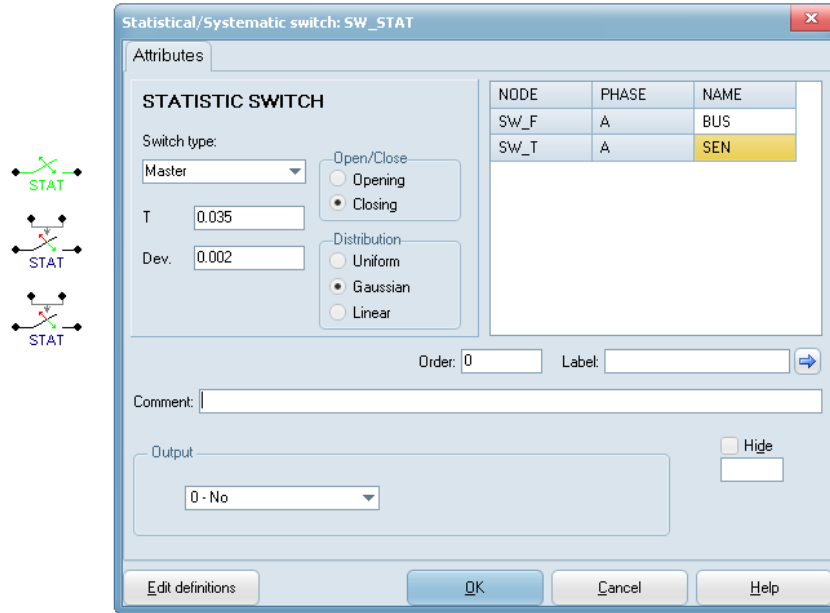 Statistical/Systematic switch: SW_STAT
Attributes
STATISTIC SWITCH
Switch type:
Master
T 0.035
Dev. 0.002
Open/Close
Opening
Closing
Distribution
Uniform
Gaussian
Linear
NODE PHASE NAME
SW_F A BUS
SW_T A SEN
STAT
STAT
STAT
Order: 0 Label:
Comment:
Output
0 - No
Hide
Edit definitions OK Cancel Help